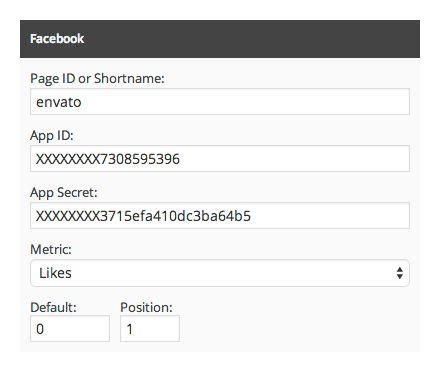 Facebook
Page ID or Shortname:
envato
App ID:
XXXXXXXX7308595396
App Secret:
XXXXXXXX3715efa410dc3ba64b5
Metric:
Likes
Default: Position:
0 1